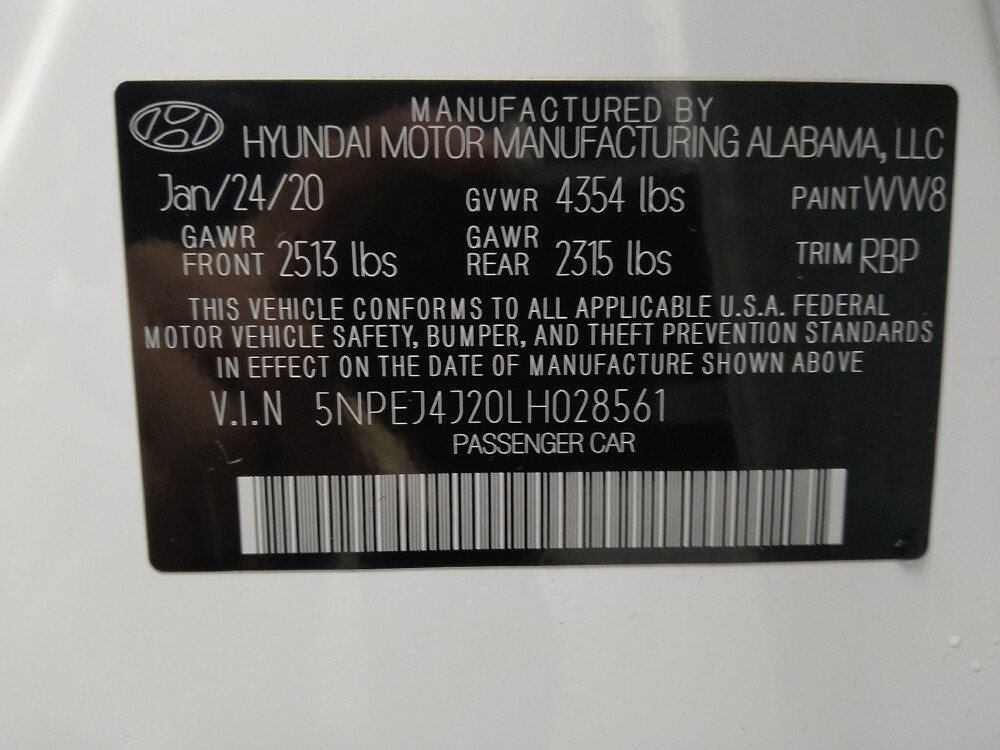 MANUFACTURED BY
HYUNDAI MOTOR MANUFACTURING ALABAMA, LLC
Jan/24/20 GVWR 4354 lbs PAINT WW8
GAWR FRONT 2513 lbs GAWR REAR 2315 lbs TRIM RBP
THIS VEHICLE CONFORMS TO ALL APPLICABLE U.S.A. FEDERAL
MOTOR VEHICLE SAFETY, BUMPER, AND THEFT PREVENTION STANDARDS
IN EFFECT ON THE DATE OF MANUFACTURE SHOWN ABOVE
V.I.N 5NPEJ4J20LH028561
PASSENGER CAR